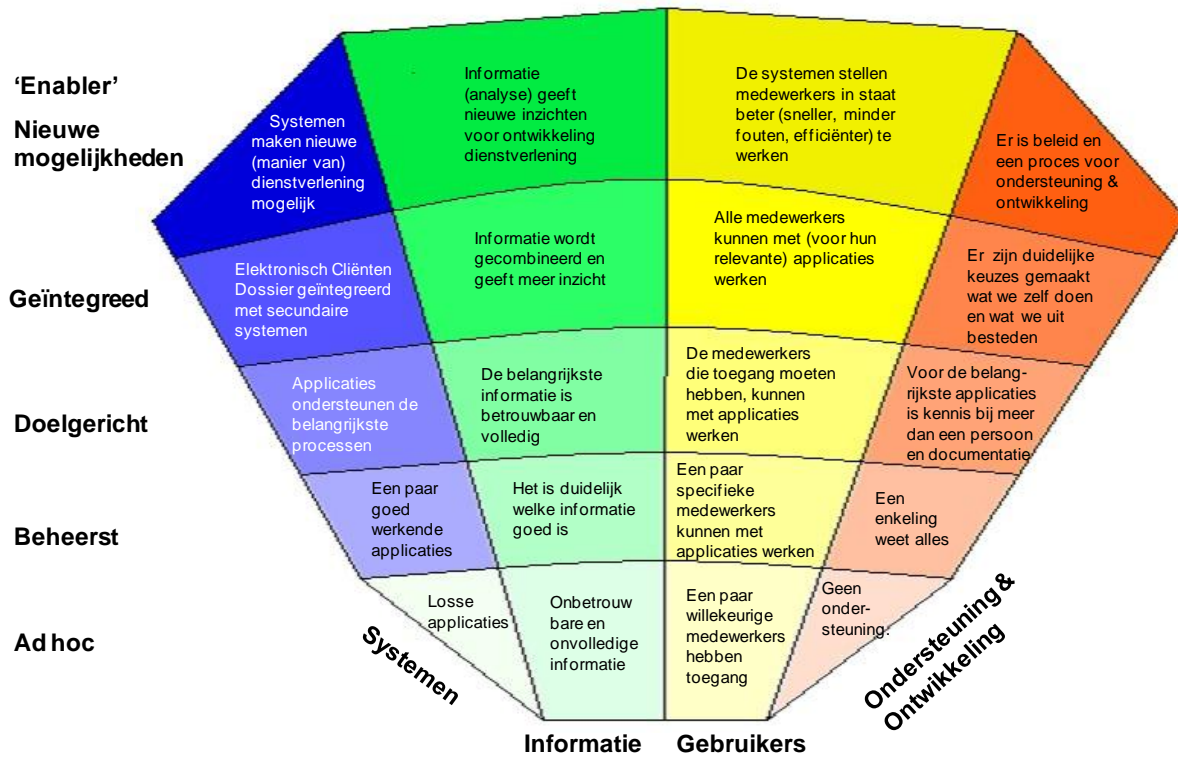 ‘Enabler’
Nieuwe
mogelijkheden
Systemen
maken nieuwe
(manier van)
dienstverlening
mogelijk
Informatie
(analyse) geeft
nieuwe inzichten
voor ontwikkeling
dienstverlening
De systemen stellen
medewerkers in staat
beter (sneller, minder
fouten, efficiënter) te
werken
Er is beleid en
een proces voor
ondersteuning &
ontwikkeling
Geïntegreed
Elektronisch Cliënten
Dossier geïntegreerd
met secundaire
systemen
Informatie wordt
gecombineerd en
geeft meer inzicht
Alle medewerkers
kunnen met (voor hun
relevante) applicaties
werken
Er zijn duidelijke
keuzes gemaakt
wat we zelf doen
en wat we uit
besteden
Doelgericht
Applicaties
ondersteunen de
belangrijkste
processen
De belangrijkste
informatie is
betrouwbaar en
volledig
De medewerkers
die toegang moeten
hebben, kunnen
met applicaties
werken
Voor de belang-
rijkste applicaties
is kennis bij meer
dan een persoon
en documentatie
Beheerst
Een paar
goed
werkende
applicaties
Het is duidelijk
welke informatie
goed is
Een paar
specifieke
medewerkers
kunnen met
applicaties werken
Een
enkeling
weet alles
Ad hoc
Losse
applicaties
Onbetrouw
bare en
onvolledige
informatie
Een paar
willekeurige
medewerkers
hebben
toegang
Geen
onder-
steuning.
Systemen
Informatie
Gebruikers
Ondersteuning &
Ontwikkeling